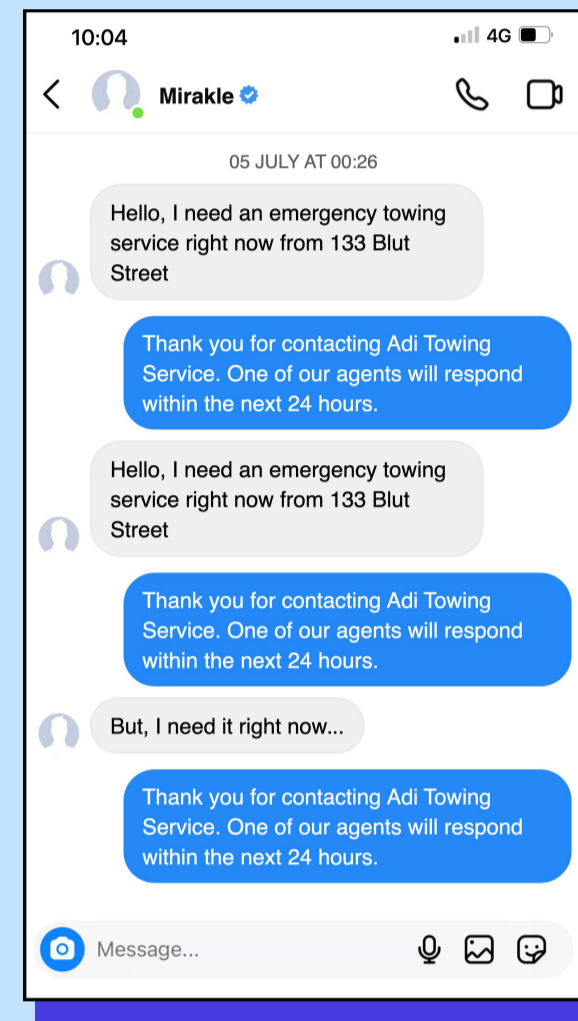 10:04
4G
Mirakle
05 JULY AT 00:26
Hello, I need an emergency towing
service right now from 133 Blut
Street
Thank you for contacting Adi Towing
Service. One of our agents will respond
within the next 24 hours.
Hello, I need an emergency towing
service right now from 133 Blut
Street
Thank you for contacting Adi Towing
Service. One of our agents will respond
within the next 24 hours.
But, I need it right now...
Thank you for contacting Adi Towing
Service. One of our agents will respond
within the next 24 hours.
Message...